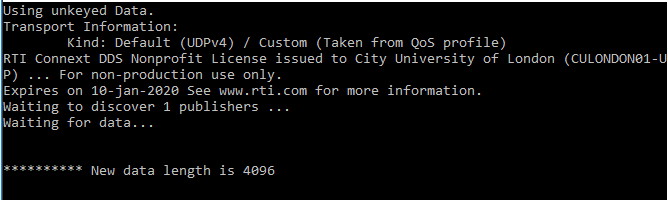 Using unkeyed Data.
Transport Information:
Kind: Default (UDPv4) / Custom (Taken from QoS profile)
RTI Connext DDS Nonprofit License issued to City University of London (CULONDON01-U
P) ... For non-production use only.
Expires on 10-jan-2020 See www.rti.com for more information.
Waiting to discover 1 publishers ...
Waiting for data...
********** New data length is 4096